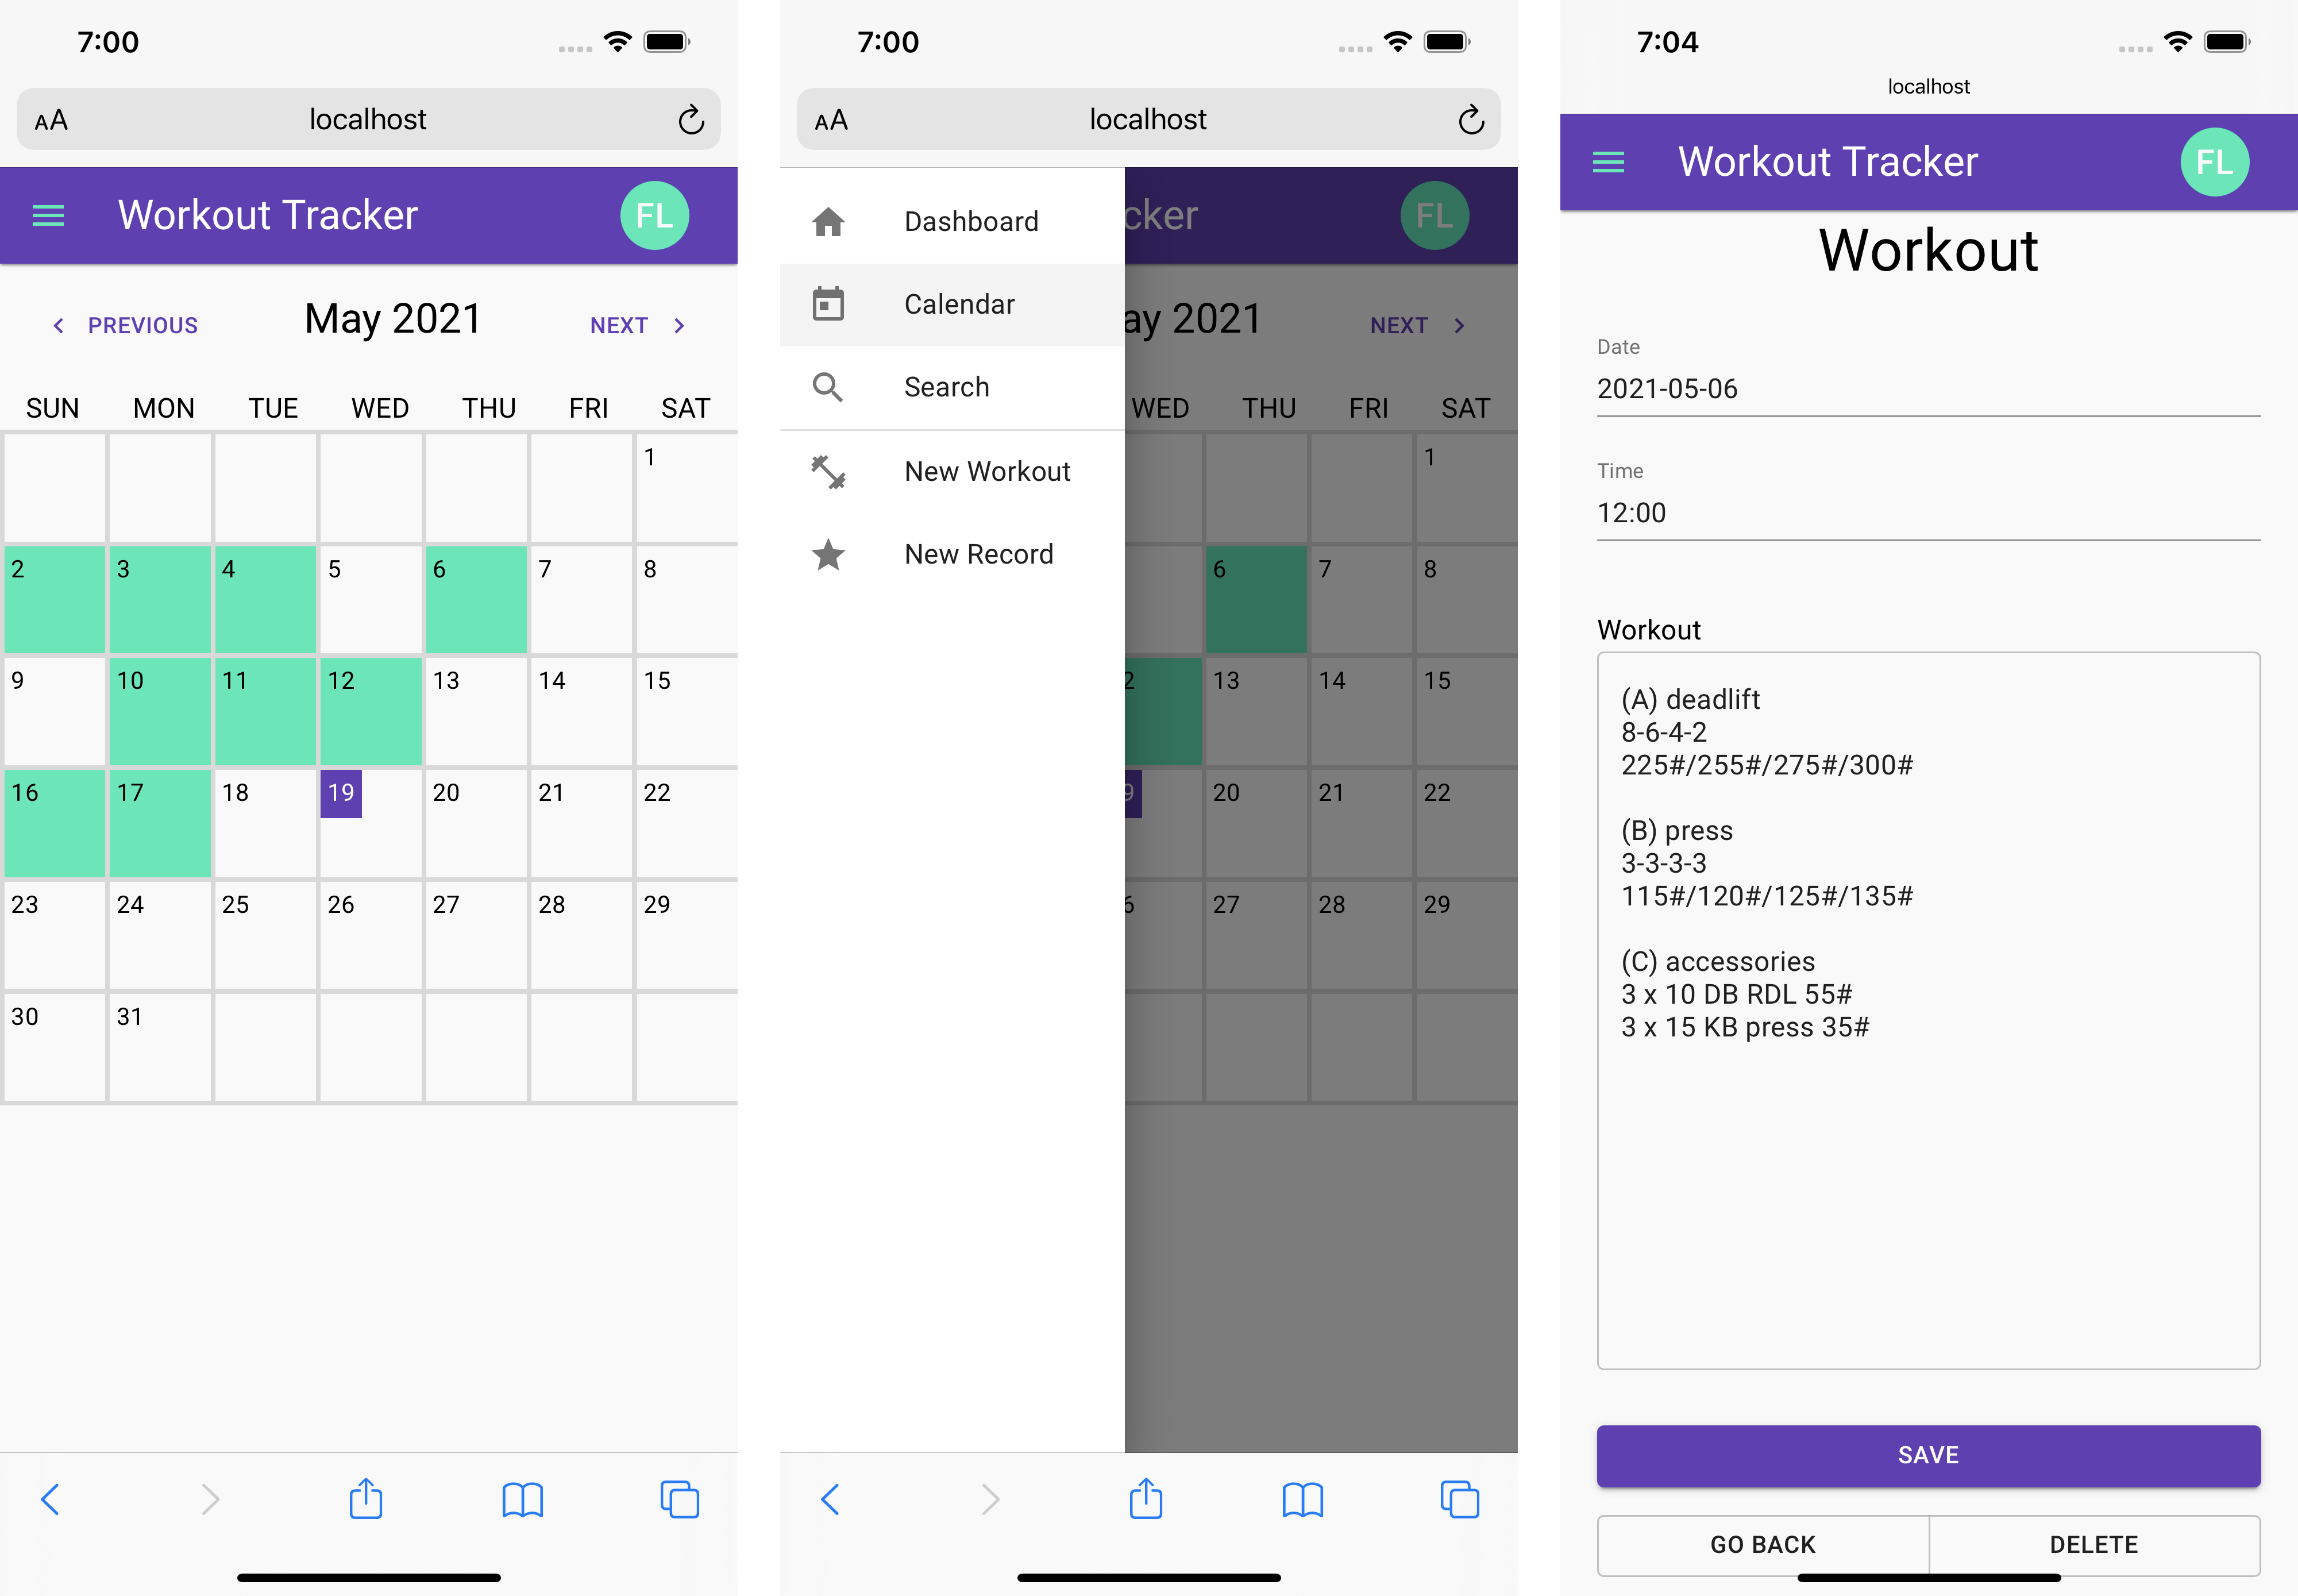 7:00
AA localhost
Workout Tracker FL
PREVIOUS May 2021 NEXT
SUN MON TUE WED THU FRI SAT
1
2 3 4 5 6 7 8
9 10 11 12 13 14 15
16 17 18 19 20 21 22
23 24 25 26 27 28 29
30 31
7:00
AA localhost
Dashboard
Calendar
Search
New Workout
New Record
cker FL
ay 2021 NEXT
WED THU FRI SAT
1
6 7 8
2 13 14 15
9 20 21 22
6 27 28 29
7:04
localhost
Workout Tracker FL
Workout
Date
2021-05-06
Time
12:00
Workout
(A) deadlift
8-6-4-2
225#/255#/275#/300#
(B) press
3-3-3-3
115#/120#/125#/135#
(C) accessories
3 x 10 DB RDL 55#
3 x 15 KB press 35#
SAVE
GO BACK DELETE